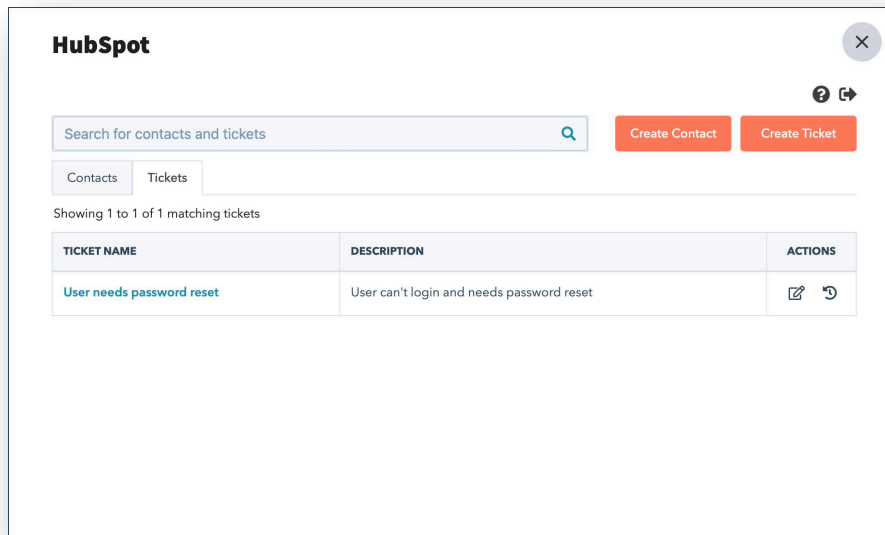 HubSpot
Search for contacts and tickets
Create Contact
Create Ticket
Contacts
Tickets
Showing 1 to 1 of 1 matching tickets
TICKET NAME
DESCRIPTION
ACTIONS
User needs password reset
User can't login and needs password reset